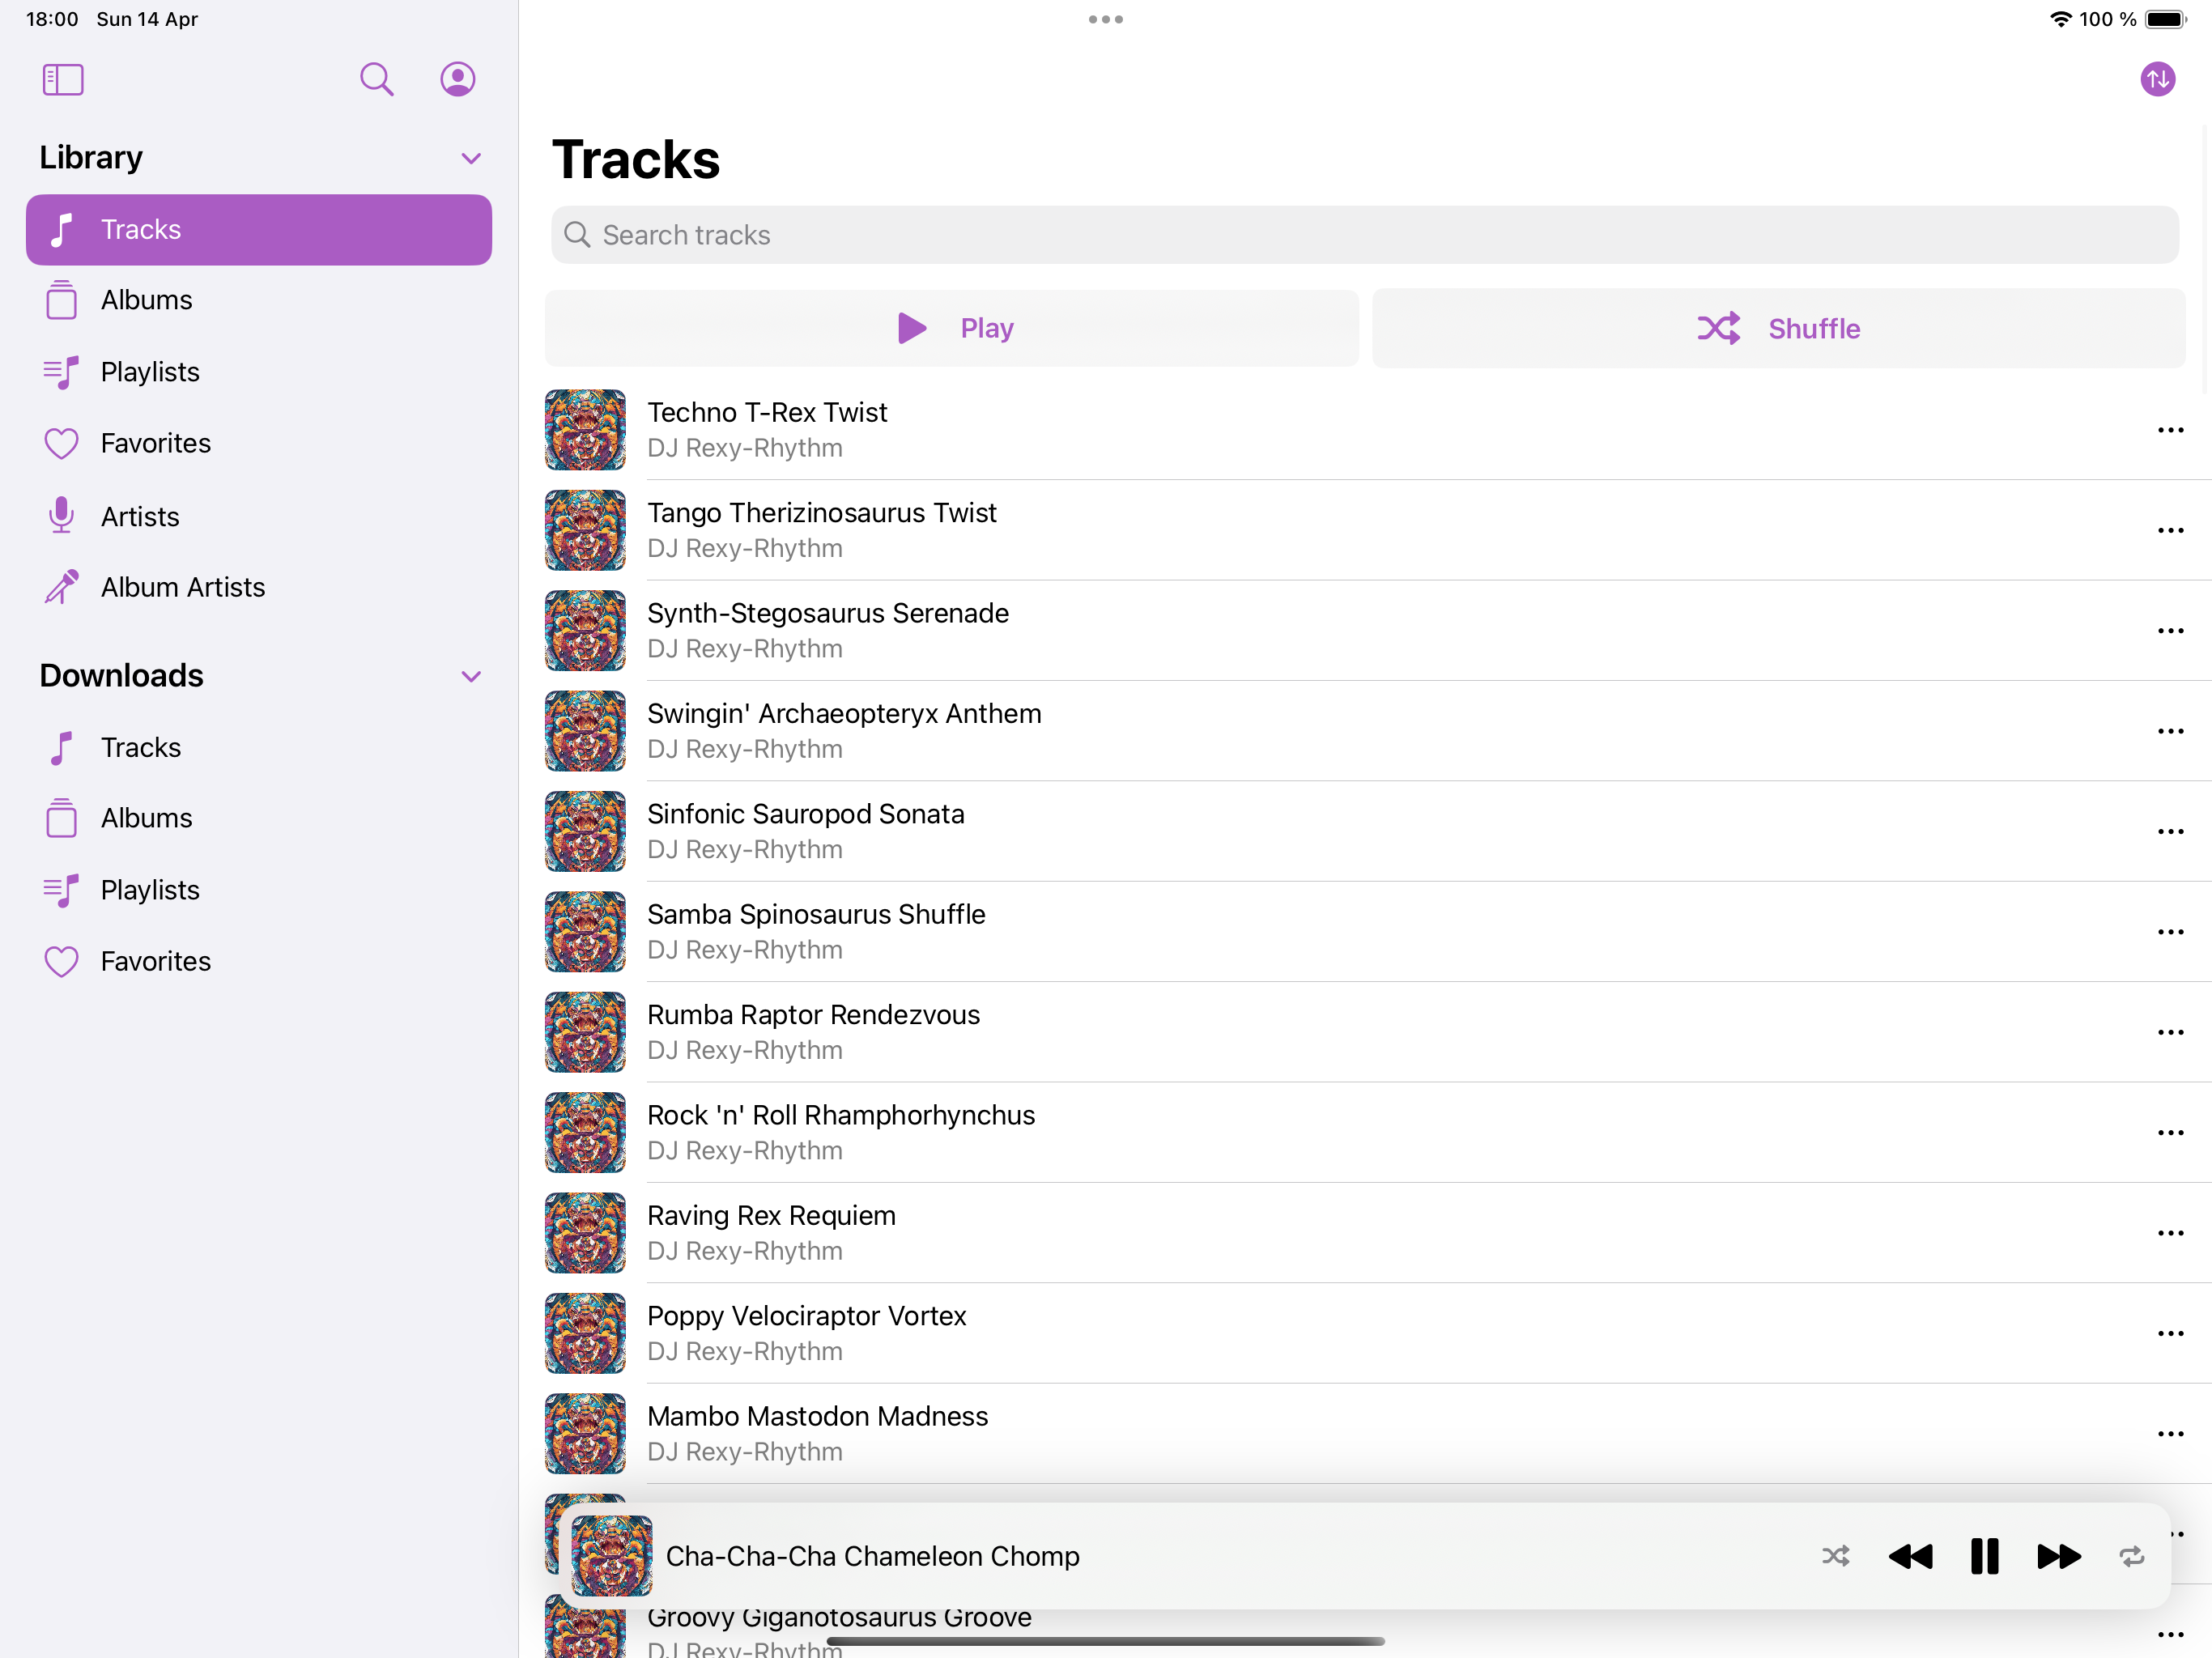 18:00 Sun 14 Apr
100 %
Library
Tracks
Albums
Playlists
Favorites
Artists
Album Artists
Downloads
Tracks
Albums
Playlists
Favorites
Tracks
Search tracks
Play
Shuffle
Techno T-Rex Twist
DJ Rexy-Rhythm
Tango Therizinosaurus Twist
DJ Rexy-Rhythm
Synth-Stegosaurus Serenade
DJ Rexy-Rhythm
Swingin' Archaeopteryx Anthem
DJ Rexy-Rhythm
Sinfonic Sauropod Sonata
DJ Rexy-Rhythm
Samba Spinosaurus Shuffle
DJ Rexy-Rhythm
Rumba Raptor Rendezvous
DJ Rexy-Rhythm
Rock 'n' Roll Rhamphorhynchus
DJ Rexy-Rhythm
Raving Rex Requiem
DJ Rexy-Rhythm
Poppy Velociraptor Vortex
DJ Rexy-Rhythm
Mambo Mastodon Madness
DJ Rexy-Rhythm
Cha-Cha-Cha Chameleon Chomp
Groovy Giganotosaurus Groove
DJ Rexy-Rhythm